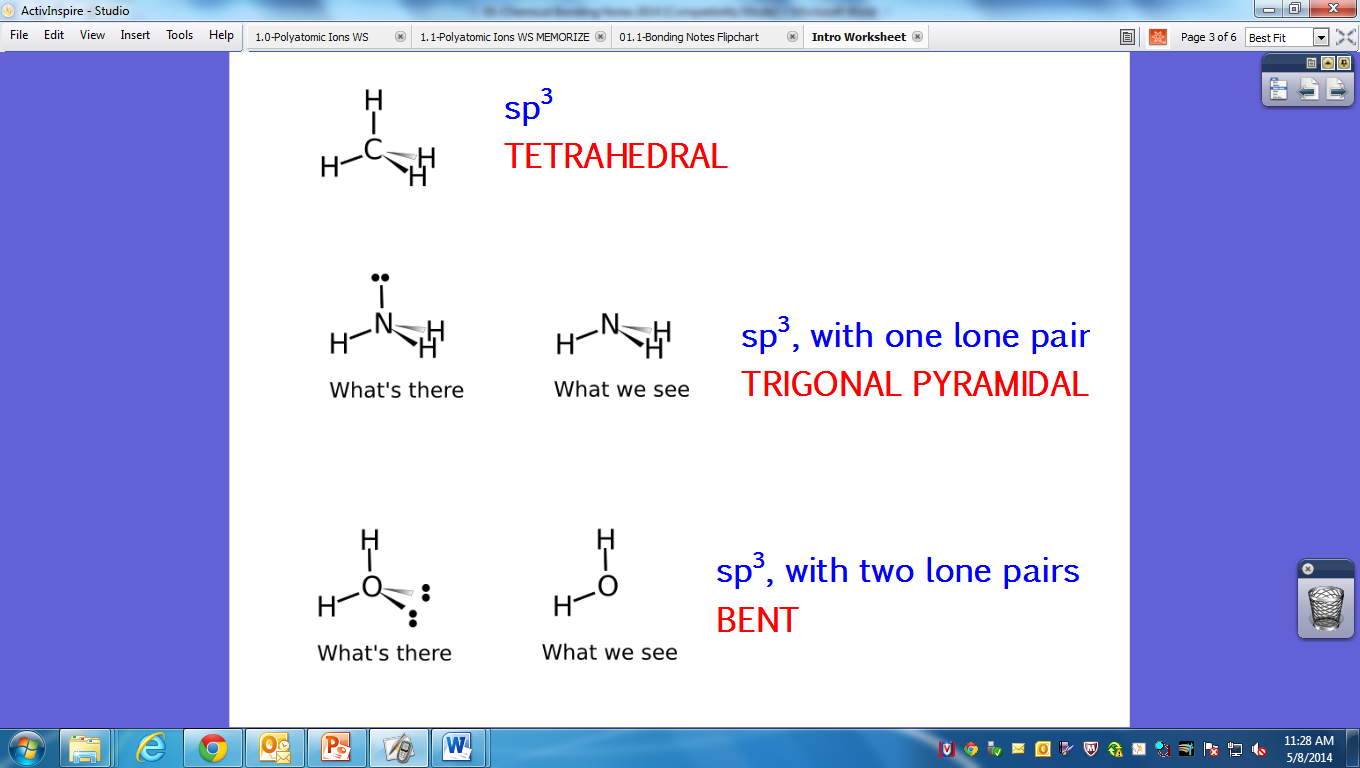 ActivInspire - Studio
File Edit View Insert Tools Help
1.0-Polyatomic Ions WS
1.1-Polyatomic Ions WS MEMORIZE
01.1-Bonding Notes Flipchart
Intro Worksheet
Page 3 of 6
Best Fit
H
C
H
H
H
sp³
TETRAHEDRAL
N
H
H
H
What's there
N
H
H
H
What we see
sp³, with one lone pair
TRIGONAL PYRAMIDAL
H
O
H
What's there
H
O
H
What we see
sp³, with two lone pairs
BENT
11:28 AM
5/8/2014